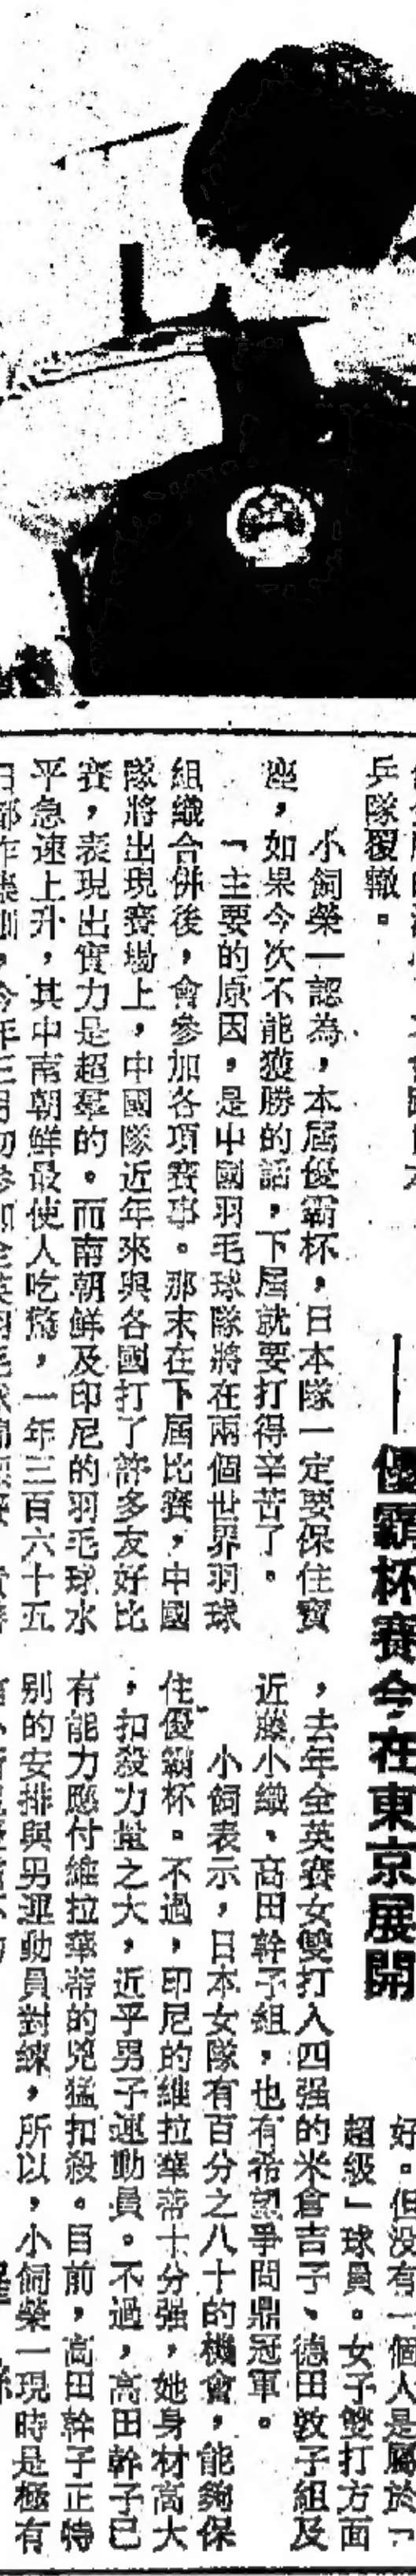 乒隊覆轍。
小飼榮一認為，本屆優霸杯，日本隊一定要保住寶
座，如果今次不能獲勝的話，下屆就要打得辛苦了。
「主要的原因，是中國羽毛球隊將在兩個世界羽球
組織合併後，會參加各項賽事。那末在下屆比賽，中國
隊將出現賽場上，中國隊近年來與各國打了許多友好比
賽，表現出實力是超羣的。而南朝鮮及印尼的羽毛球水
平急速上升，其中南朝鮮最使人吃驚，一年三百六十五
優霸杯賽今在東京展開
好。但没有一個人是屬於「
超級」球員。女子雙打方面
，去年全英賽女雙打入四强的米倉吉子、德田敦子組及
近藤小織、高田幹子組，也有希望爭問鼎冠軍。
小飼表示，日本女隊有百分之八十的機會，能夠保
住優霸杯。不過，印尼的維拉華蒂十分强，她身材高大
，扣殺力量之大，近乎男子運動員。不過，高田幹子已
有能力應付維拉華蒂的兇猛扣殺。目前，高田幹子正特
别的安排與男運動員對練，所以，小飼榮一現時是極有